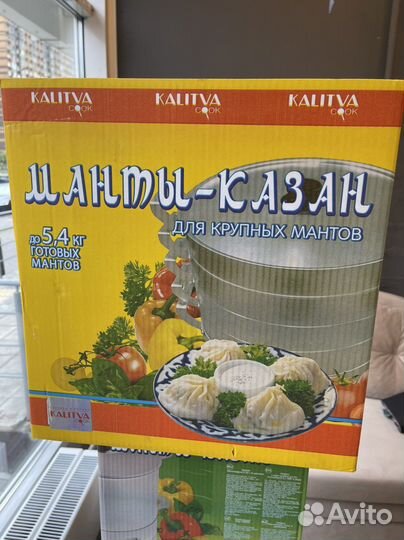 KALITVA COOK KALITVA COOK KALITVA COOK
МАНТЫ-КАЗАН
ДЛЯ КРУПНЫХ МАНТОВ
ДО 5,4 КГ
ГОТОВЫХ
МАНТОВ
KALITVA
Avito